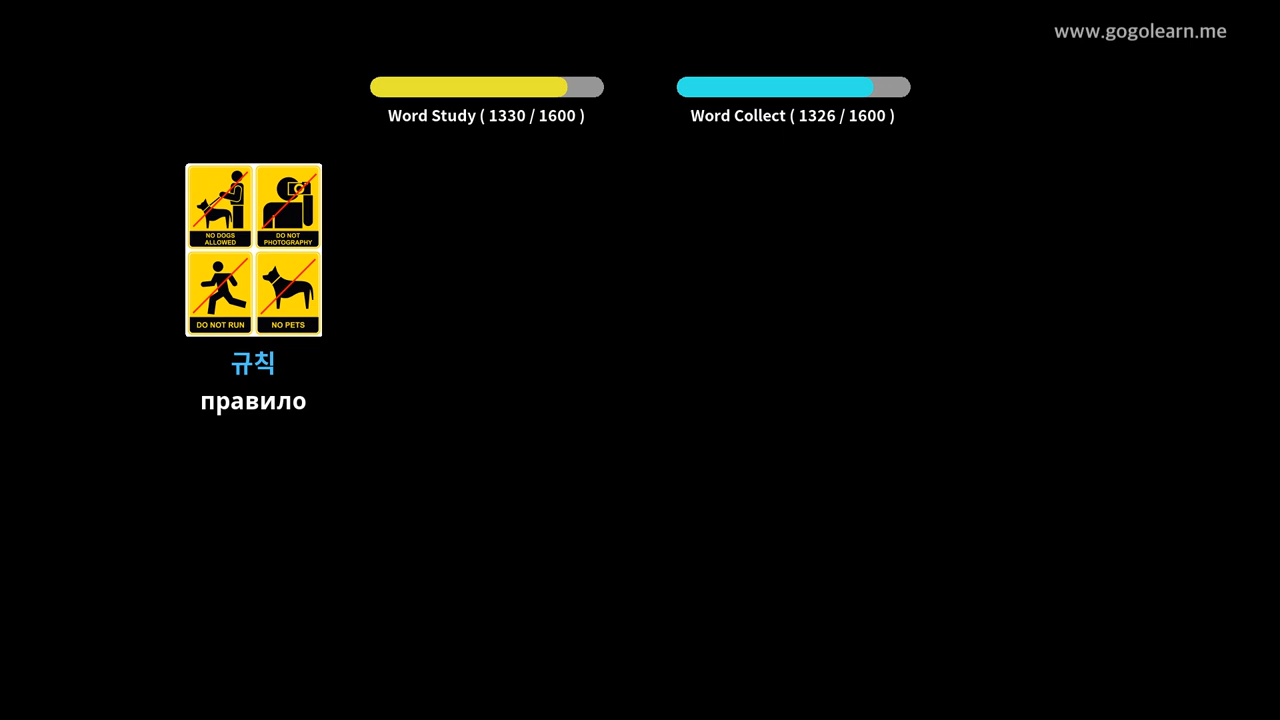 www.gogolearn.me
Word Study ( 1330 / 1600 )
Word Collect ( 1326 / 1600 )
NO DOGS
ALLOWED
DO NOT
PHOTOGRAPHY
DO NOT RUN
NO PETS
규칙
правило